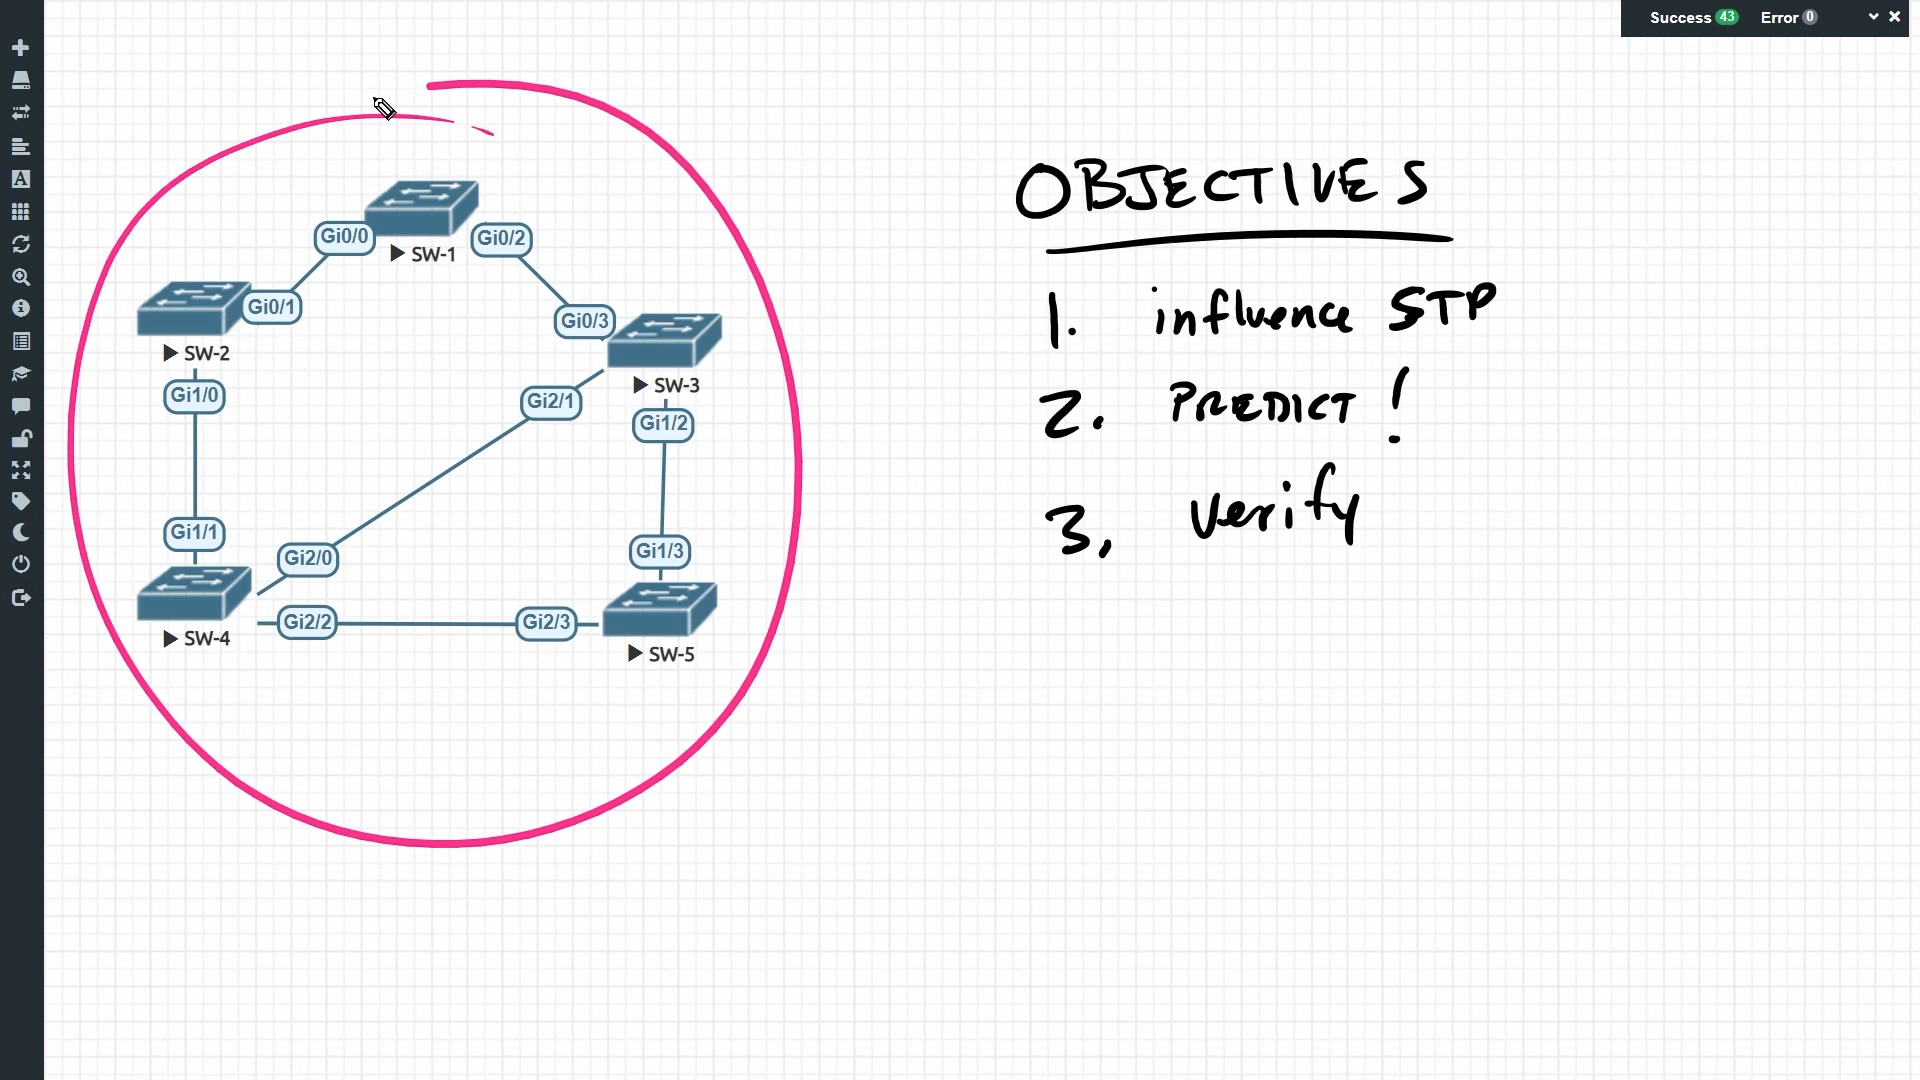 Success 43 Error 0
OBJECTIVES
1. influence STP
2. PREDICT!
3. verify
SW-1
Gi0/0
Gi0/2
Gi0/1
SW-2
Gi0/3
SW-3
Gi1/0
Gi2/1
Gi1/2
Gi1/1
Gi2/0
Gi1/3
SW-4
Gi2/2
Gi2/3
SW-5
A